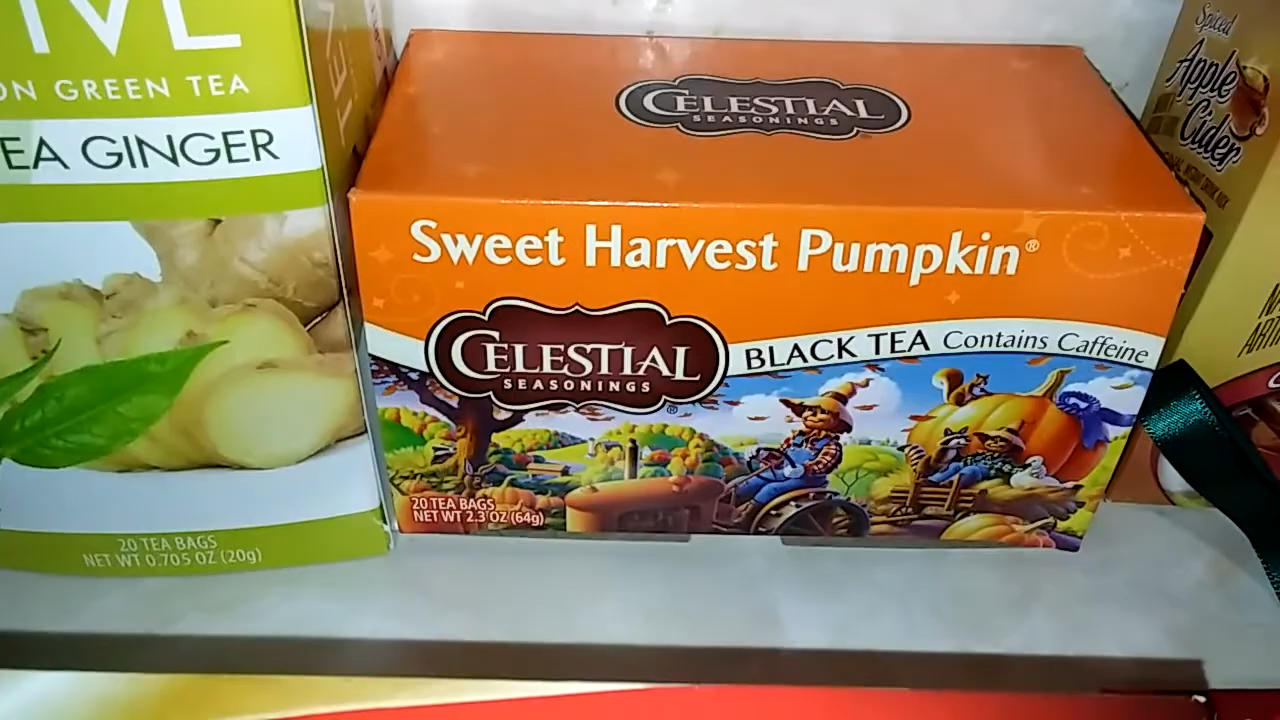 ON GREEN TEA
EA GINGER
20 TEA BAGS
NET WT 0.705 OZ (20g)
CELESTIAL
SEASONINGS
Sweet Harvest Pumpkin®
CELESTIAL
SEASONINGS®
BLACK TEA Contains Caffeine
20 TEA BAGS
NET WT 2.3 OZ (64g)
Spiced
Apple
Cider